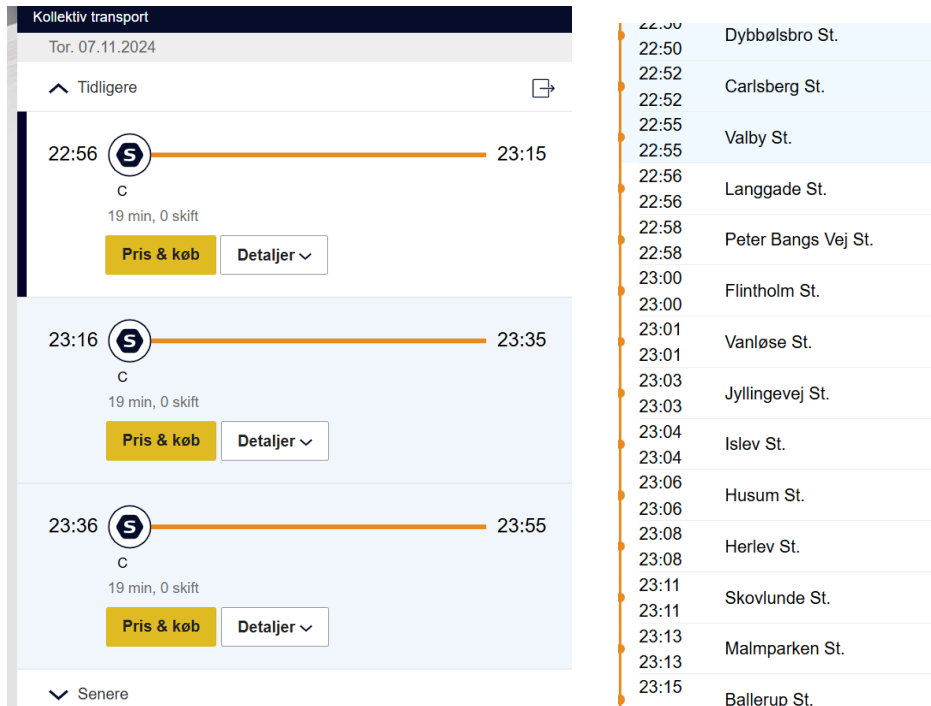 Kollektiv transport
Tor. 07.11.2024
Tidligere
22:56 S 23:15
C
19 min, 0 skift
Pris & køb Detaljer
23:16 S 23:35
C
19 min, 0 skift
Pris & køb Detaljer
23:36 S 23:55
C
19 min, 0 skift
Pris & køb Detaljer
Senere
22:50
Dybbølsbro St.
22:50
22:52
Carlsberg St.
22:52
22:55
Valby St.
22:55
22:56
Langgade St.
22:56
22:58
Peter Bangs Vej St.
22:58
23:00
Flintholm St.
23:00
23:01
Vanløse St.
23:01
23:03
Jyllingevej St.
23:03
23:04
Islev St.
23:04
23:06
Husum St.
23:06
23:08
Herlev St.
23:08
23:11
Skovlunde St.
23:11
23:13
Malmparken St.
23:13
23:15
Ballerup St.